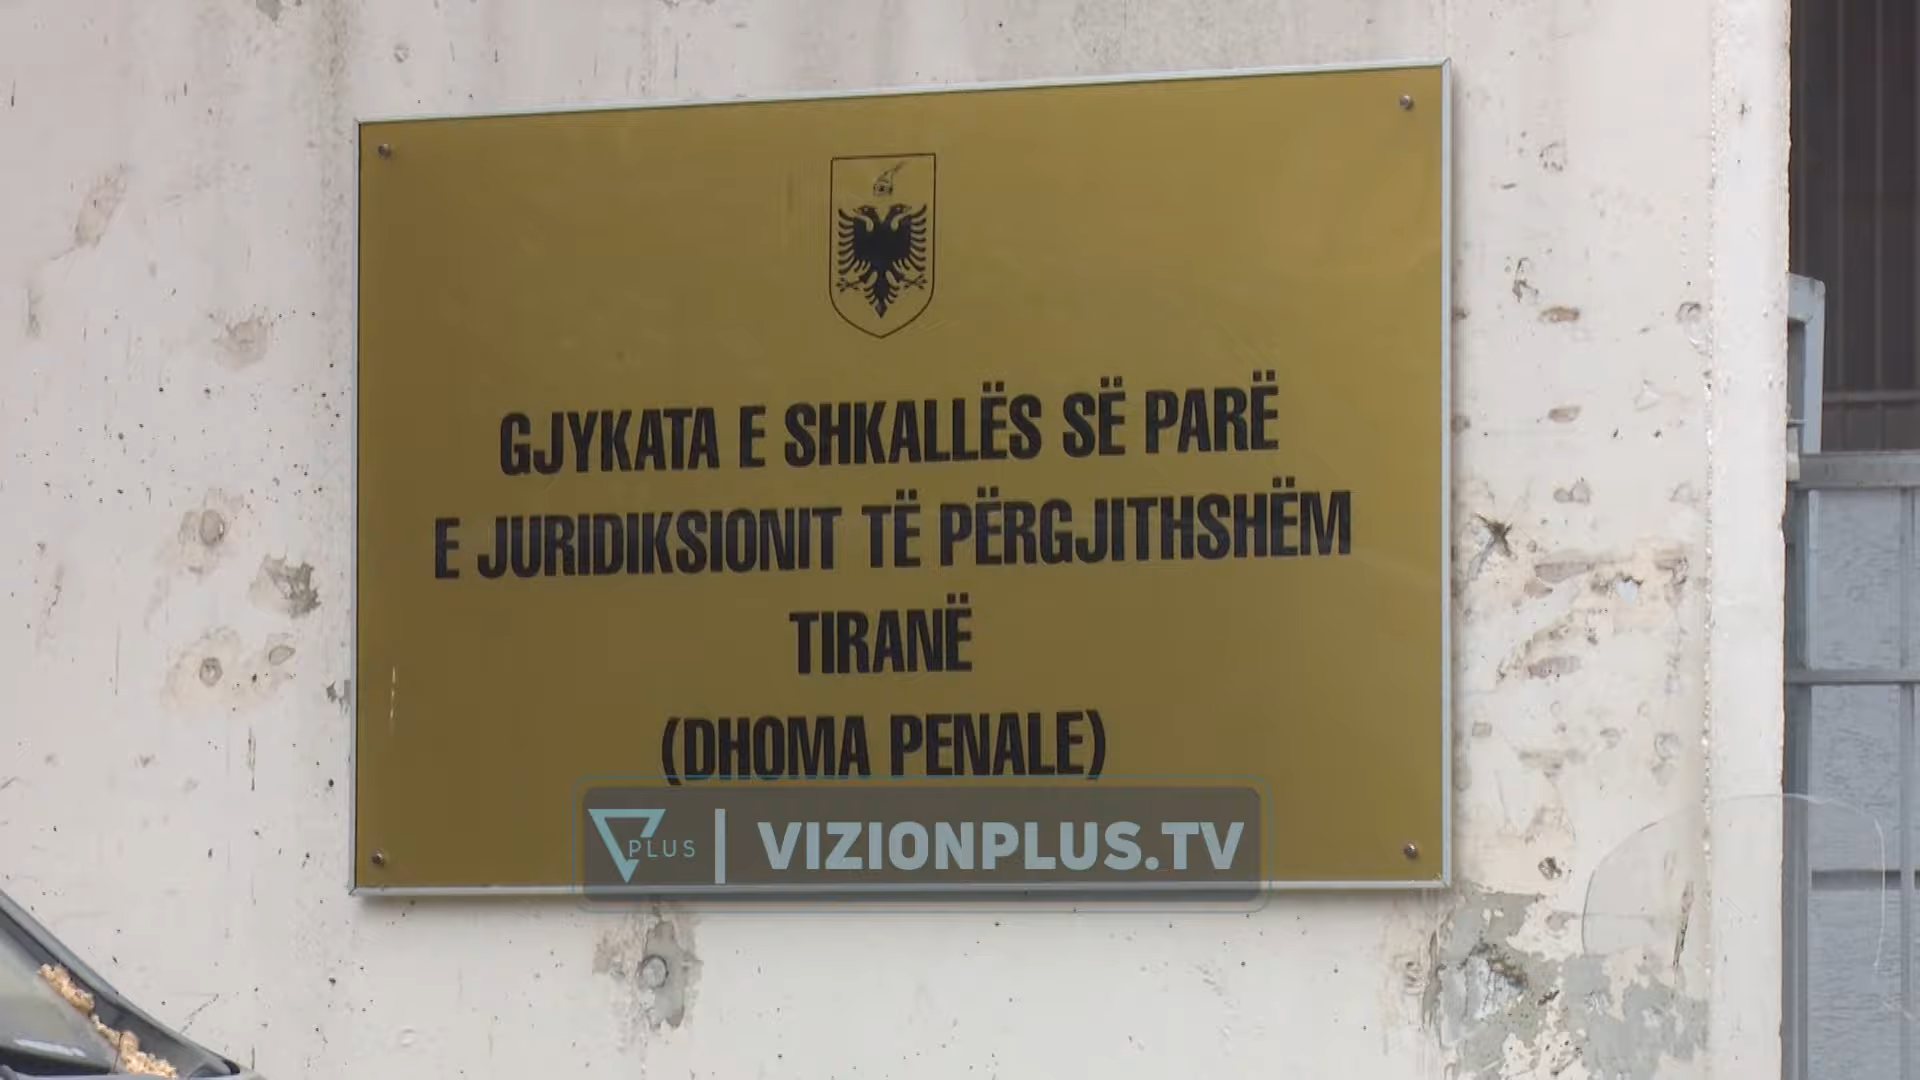 GJYKATA E SHKALLËS SË PARË
E JURIDIKSIONIT TË PËRGJITHSHËM
TIRANË
(DHOMA PENALE)
PLUS | VIZIONPLUS.TV